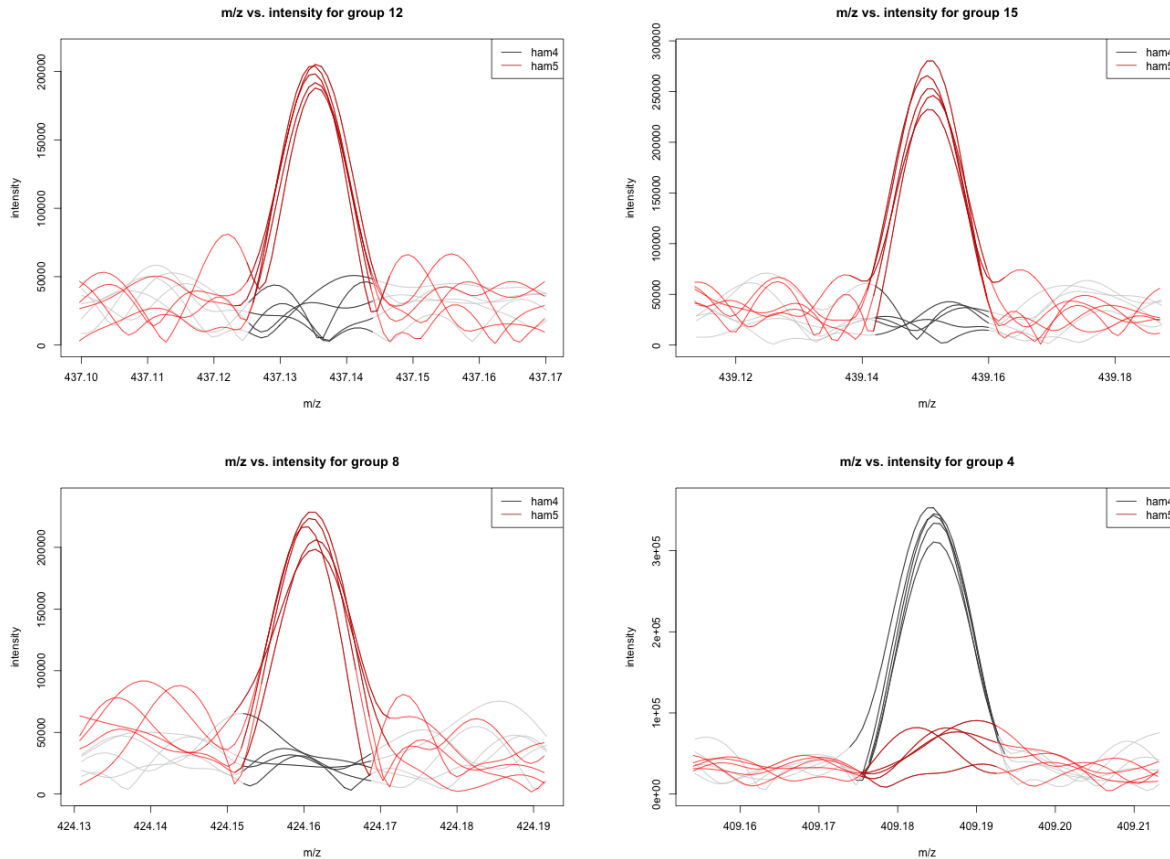 m/z vs. intensity for group 12
intensity
200000
150000
100000
50000
0
ham4
ham5
437.10 437.11 437.12 437.13 437.14 437.15 437.16 437.17
m/z
m/z vs. intensity for group 15
intensity
300000
250000
200000
150000
100000
50000
0
ham4
ham5
439.12 439.14 439.16 439.18
m/z
m/z vs. intensity for group 8
intensity
200000
150000
100000
50000
0
ham4
ham5
424.13 424.14 424.15 424.16 424.17 424.18 424.19
m/z
m/z vs. intensity for group 4
intensity
3e+05
2e+05
1e+05
0e+00
ham4
ham5
409.16 409.17 409.18 409.19 409.20 409.21
m/z